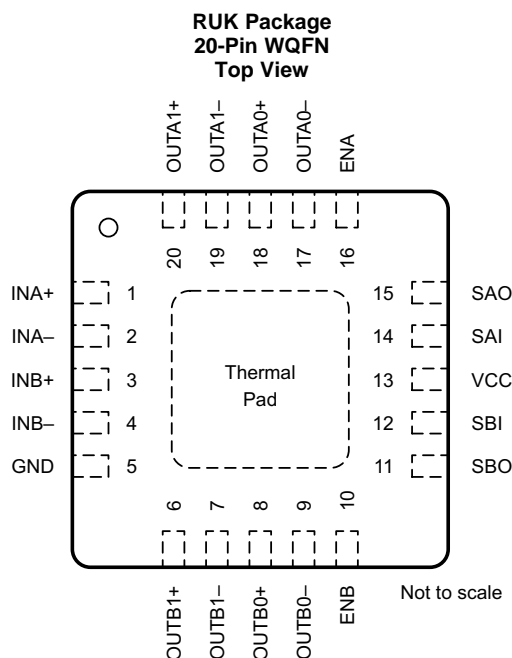 RUK Package
20-Pin WQFN
Top View
OUTA1+
OUTA1–
OUTA0+
OUTA0–
ENA
20
19
18
17
16
INA+ 1
INA– 2
INB+ 3
INB– 4
GND 5
Thermal
Pad
15 SAO
14 SAI
13 VCC
12 SBI
11 SBO
6
7
8
9
10
OUTB1+
OUTB1–
OUTB0+
OUTB0–
ENB
Not to scale